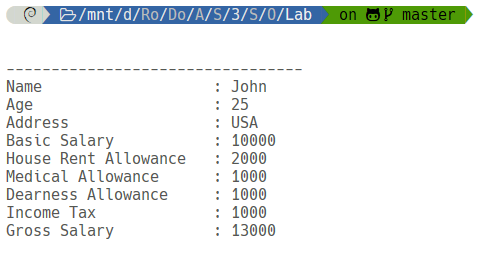 /mnt/d/Ro/Do/A/S/3/S/O/Lab on master
---------------------------------
Name : John
Age : 25
Address : USA
Basic Salary : 10000
House Rent Allowance : 2000
Medical Allowance : 1000
Dearness Allowance : 1000
Income Tax : 1000
Gross Salary : 13000